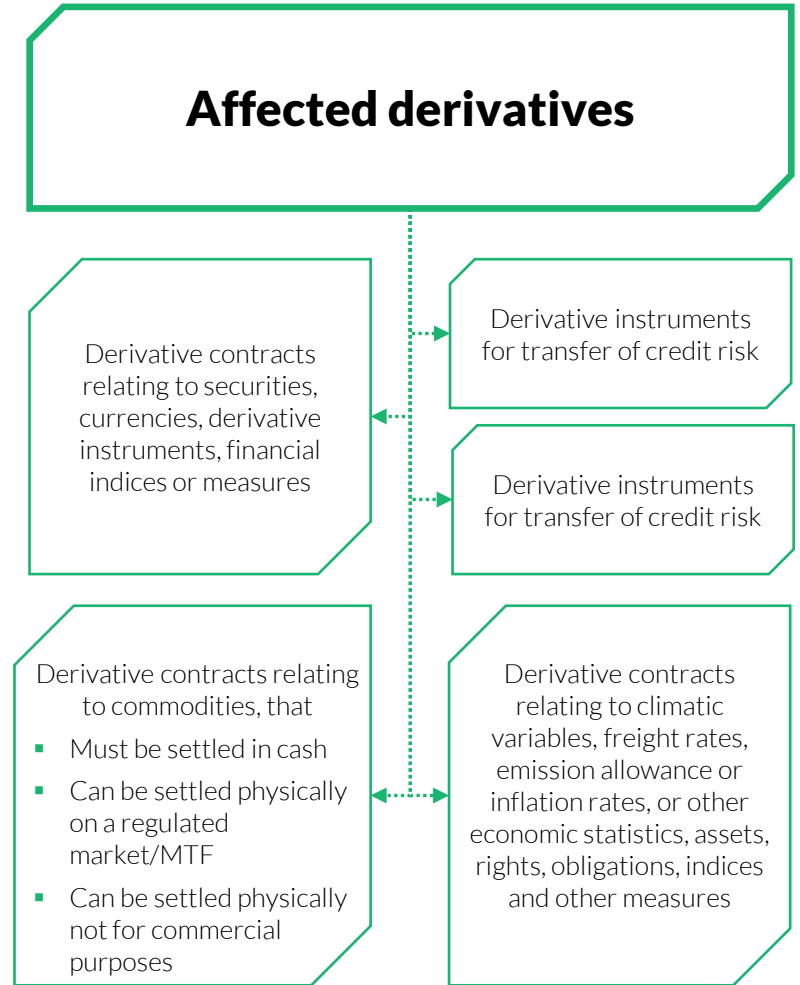 Affected derivatives
Derivative contracts
relating to securities,
currencies, derivative
instruments, financial
indices or measures
Derivative instruments
for transfer of credit risk
Derivative instruments
for transfer of credit risk
Derivative contracts relating
to commodities, that
▪ Must be settled in cash
▪ Can be settled physically
on a regulated
market/MTF
▪ Can be settled physically
not for commercial
purposes
Derivative contracts
relating to climatic
variables, freight rates,
emission allowance or
inflation rates, or other
economic statistics, assets,
rights, obligations, indices
and other measures